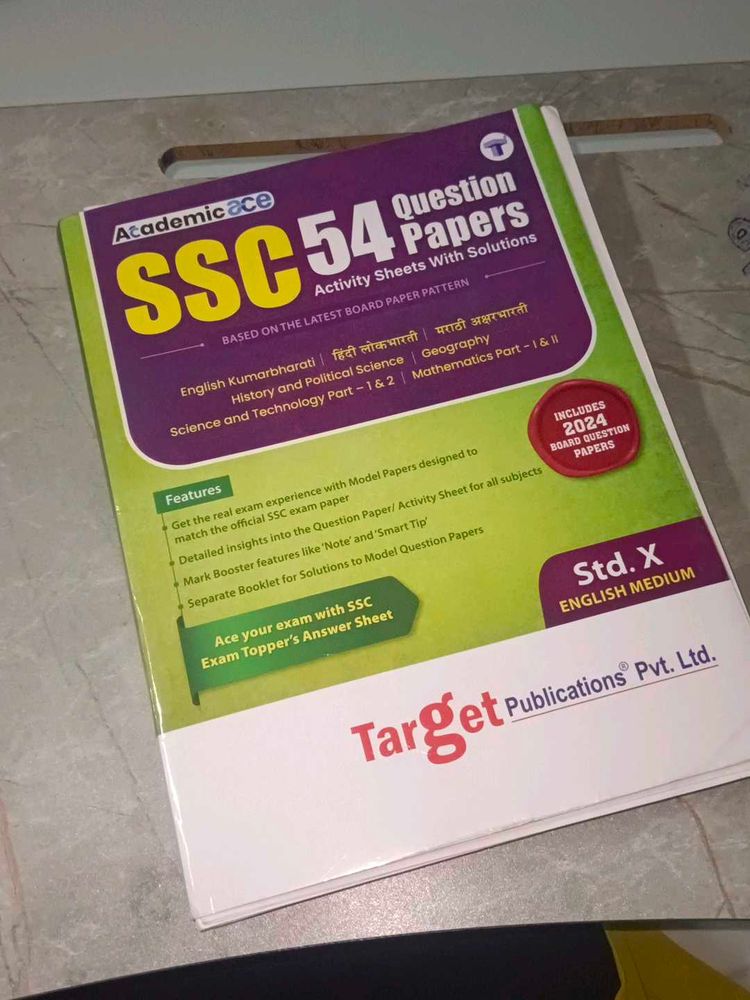 Academic ace
SSC 54 Question Papers
Activity Sheets With Solutions
BASED ON THE LATEST BOARD PAPER PATTERN
English Kumarbharati | हिंदी लोकभारती | मराठी अक्षरभारती
History and Political Science | Geography
Science and Technology Part – 1 & 2 | Mathematics Part - I & II
INCLUDES
2024
BOARD QUESTION
PAPERS
Features
Get the real exam experience with Model Papers designed to
match the official SSC exam paper
Detailed insights into the Question Paper/ Activity Sheet for all subjects
Mark Booster features like 'Note' and 'Smart Tip'
Separate Booklet for Solutions to Model Question Papers
Ace your exam with SSC
Exam Topper's Answer Sheet
Std. X
ENGLISH MEDIUM
Target Publications® Pvt. Ltd.